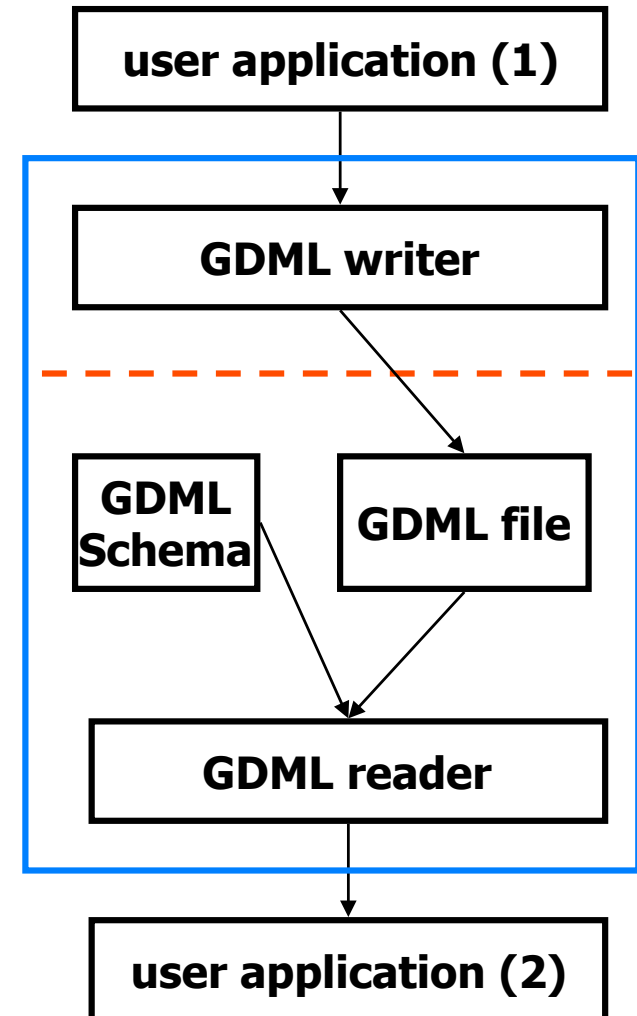 user application (1)
GDML writer
GDML
Schema
GDML file
GDML reader
user application (2)